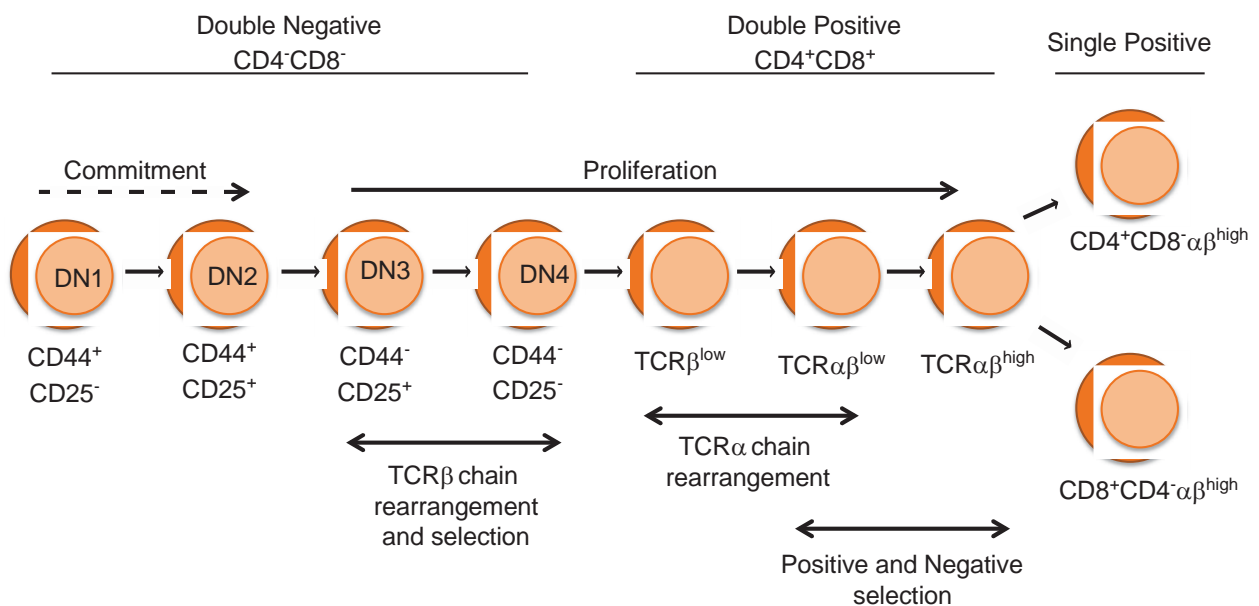 Double Negative
CD4⁻CD8⁻
Double Positive
CD4⁺CD8⁺
Single Positive
Commitment
Proliferation
DN1
DN2
DN3
DN4
CD44⁺
CD25⁻
CD44⁺
CD25⁺
CD44⁻
CD25⁺
CD44⁻
CD25⁻
TCRβˡᵒʷ
TCRαβˡᵒʷ
TCRαβʰⁱᵍʰ
CD4⁺CD8⁻αβʰⁱᵍʰ
CD8⁺CD4⁻αβʰⁱᵍʰ
TCRβ chain
rearrangement
and selection
TCRα chain
rearrangement
Positive and Negative
selection